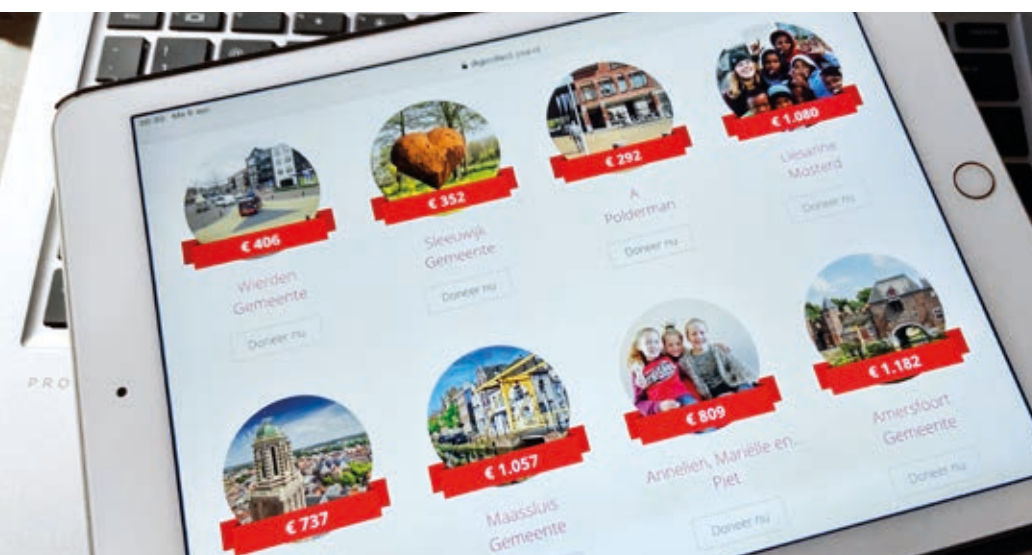 € 406
Wierden
Gemeente
Doneer nu
€ 352
Sleeuwijk
Gemeente
Doneer nu
€ 292
A
Polderman
Doneer nu
€ 1.080
Liesanne
Mosterd
Doneer nu
€ 737
€ 1.057
Maassluis
Gemeente
€ 809
Annelien, Mariëlle en...
Piet
Doneer nu
€ 1.182
Amersfoort
Gemeente
Doneer nu
PRO